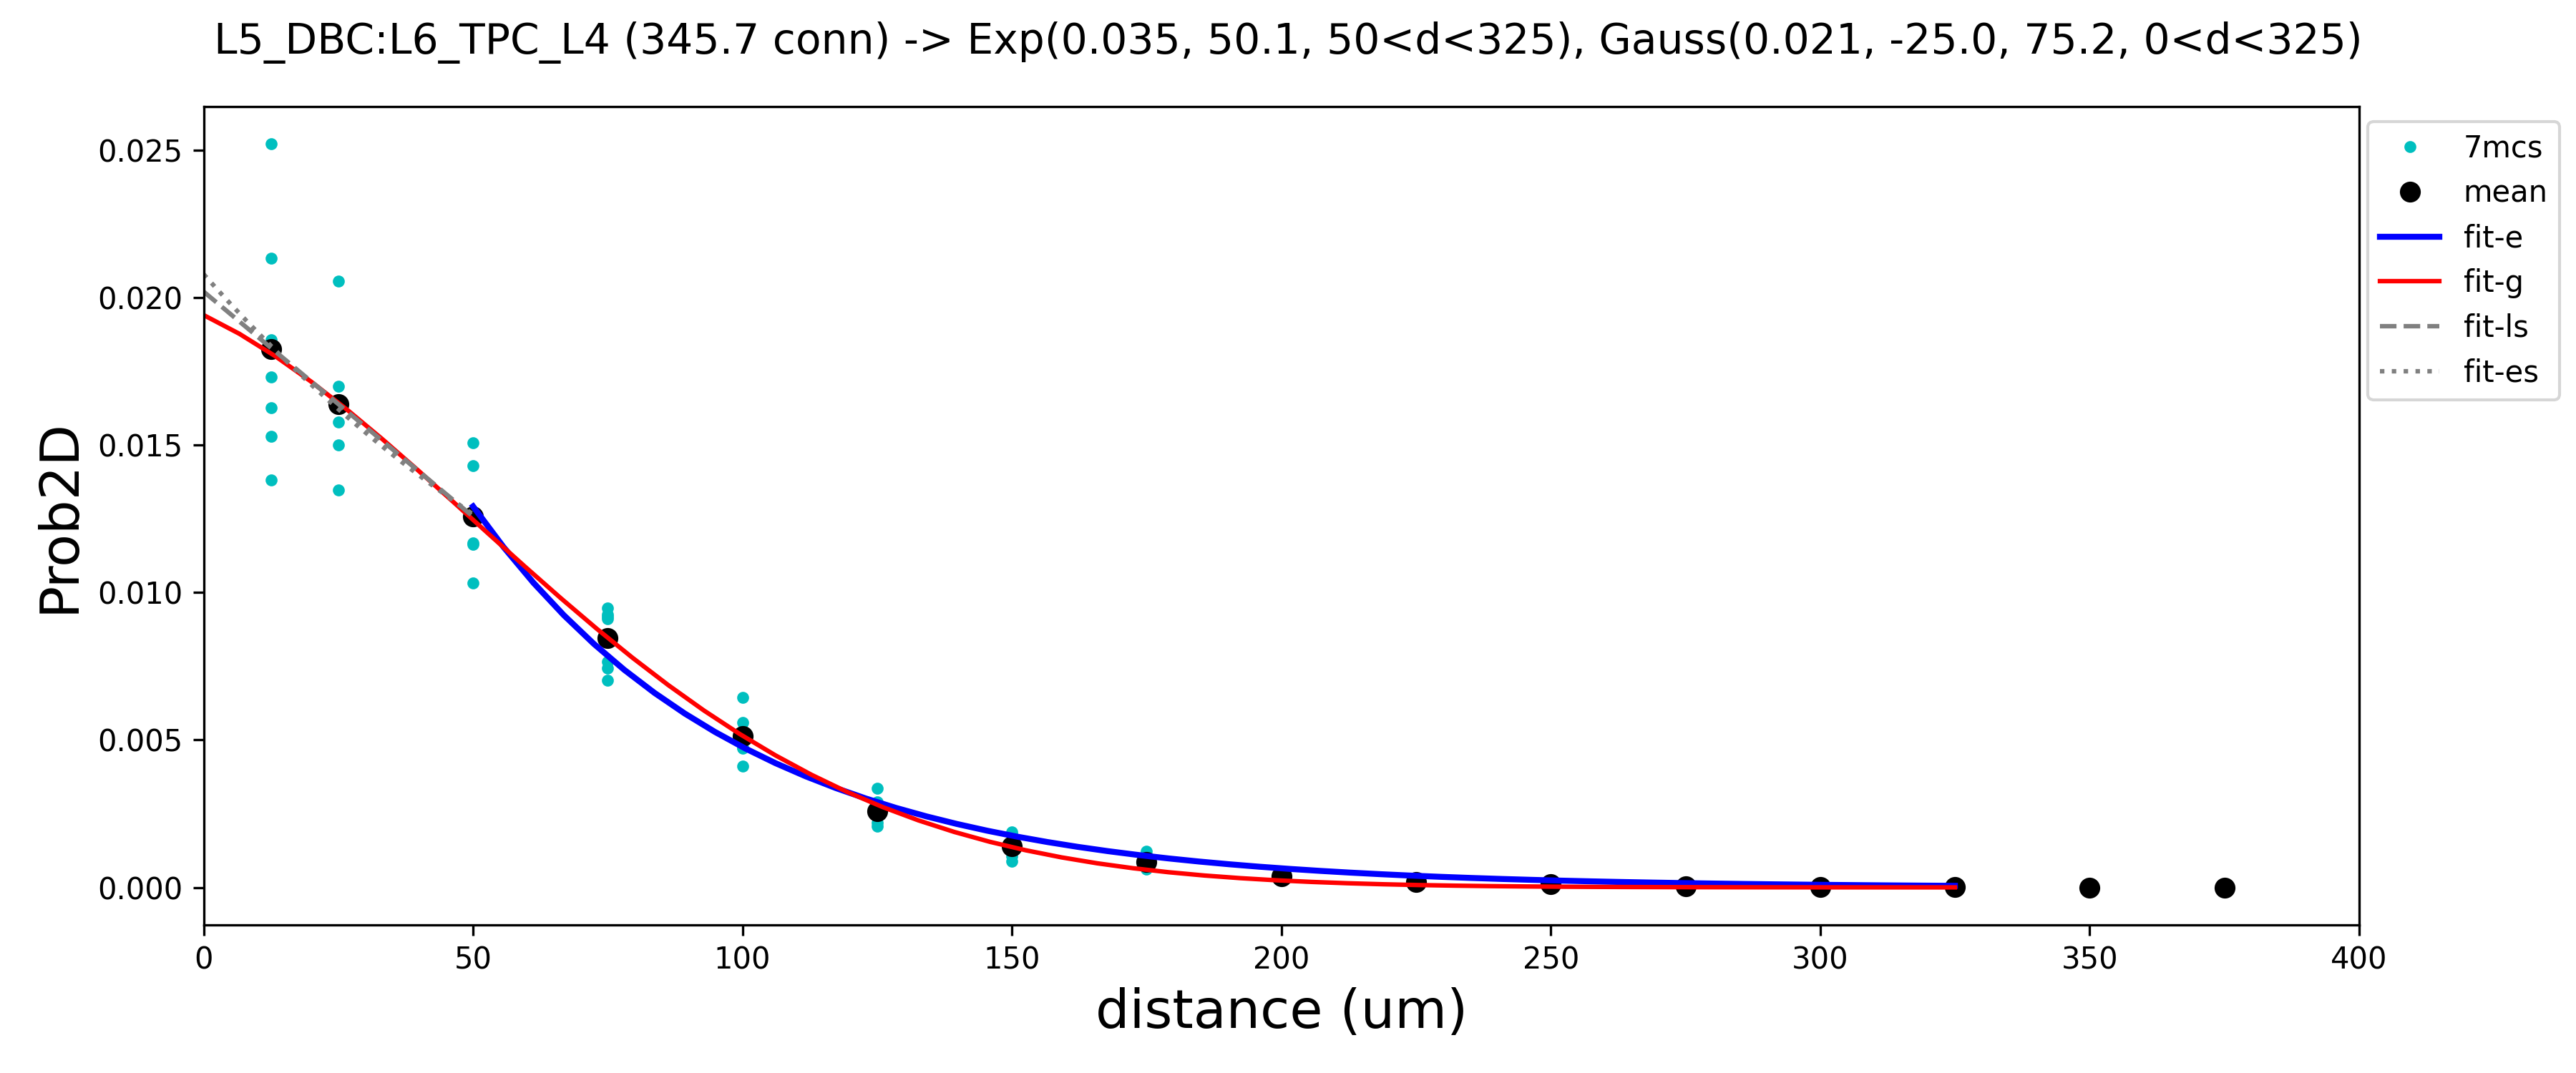 L5_DBC:L6_TPC_L4 (345.7 conn) -> Exp(0.035, 50.1, 50<d<325), Gauss(0.021, -25.0, 75.2, 0<d<325)
0.025
0.020
0.015
0.010
0.005
0.000
Prob2D
0 50 100 150 200 250 300 350 400
distance (um)
7mcs
mean
fit-e
fit-g
fit-ls
fit-es